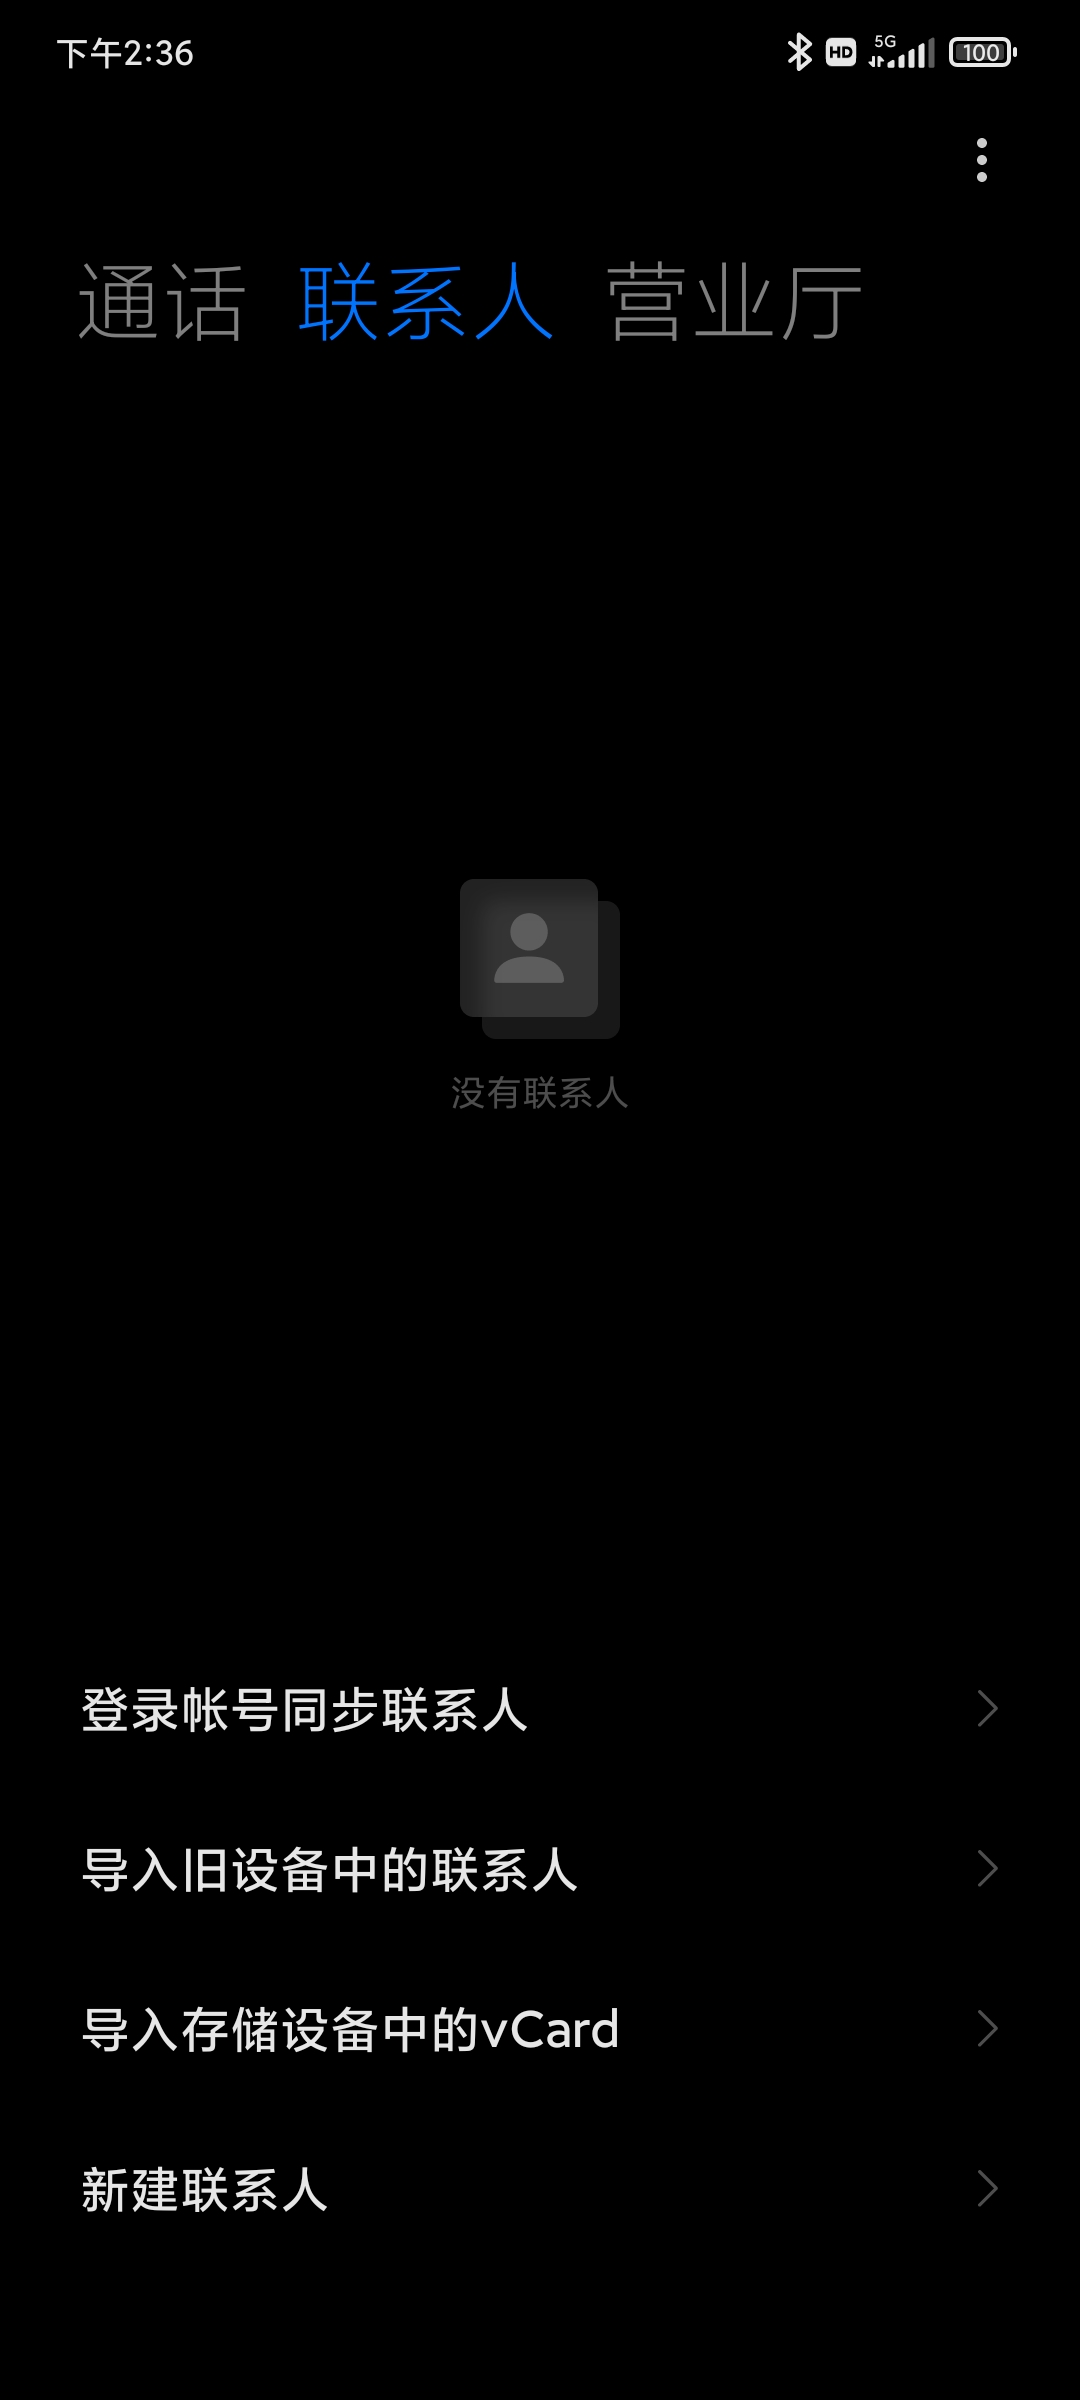 下午2:36
HD 5G 100
通话 联系人 营业厅
没有联系人
登录帐号同步联系人
导入旧设备中的联系人
导入存储设备中的vCard
新建联系人